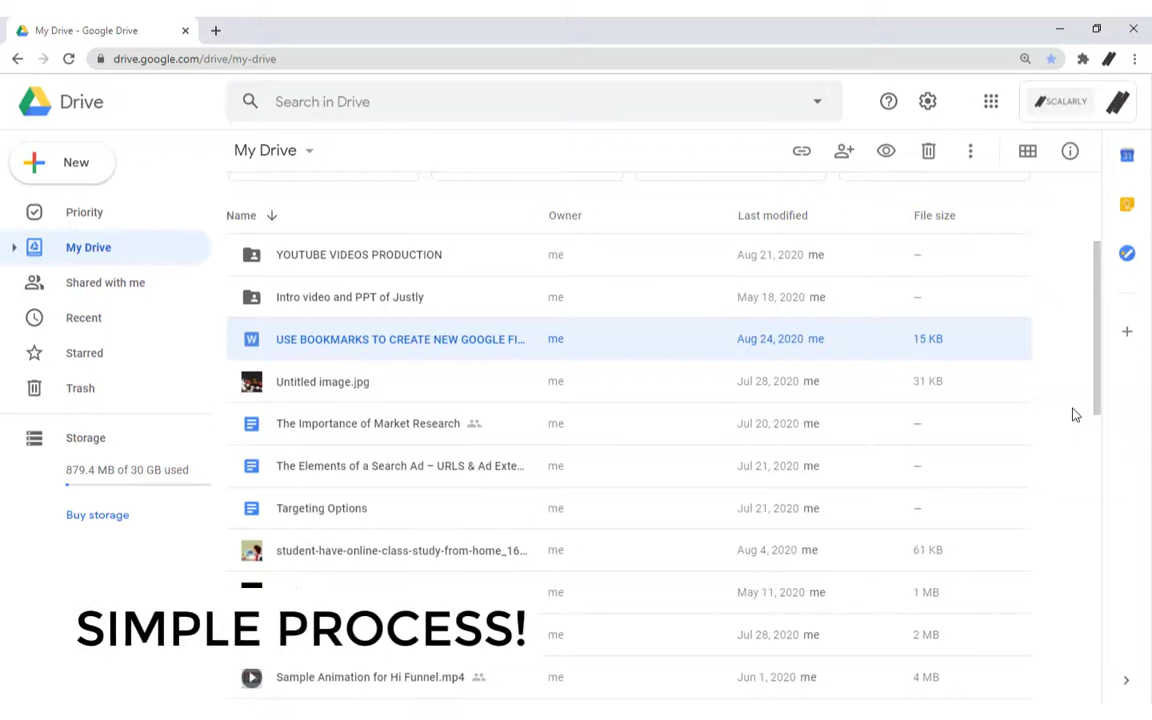 My Drive - Google Drive
drive.google.com/drive/my-drive
Drive
Search in Drive
SCALARLY
New
My Drive
Priority
My Drive
Shared with me
Recent
Starred
Trash
Storage
879.4 MB of 30 GB used
Buy storage
Name Owner Last modified File size
YOUTUBE VIDEOS PRODUCTION me Aug 21, 2020 me –
Intro video and PPT of Justly me May 18, 2020 me –
USE BOOKMARKS TO CREATE NEW GOOGLE FI... me Aug 24, 2020 me 15 KB
Untitled image.jpg me Jul 28, 2020 me 31 KB
The Importance of Market Research me Jul 20, 2020 me –
The Elements of a Search Ad – URLS & Ad Exte... me Jul 21, 2020 me –
Targeting Options me Jul 21, 2020 me –
student-have-online-class-study-from-home_16... me Aug 4, 2020 me 61 KB
me May 11, 2020 me 1 MB
me Jul 28, 2020 me 2 MB
Sample Animation for Hi Funnel.mp4 me Jun 1, 2020 me 4 MB
SIMPLE PROCESS!
31
W